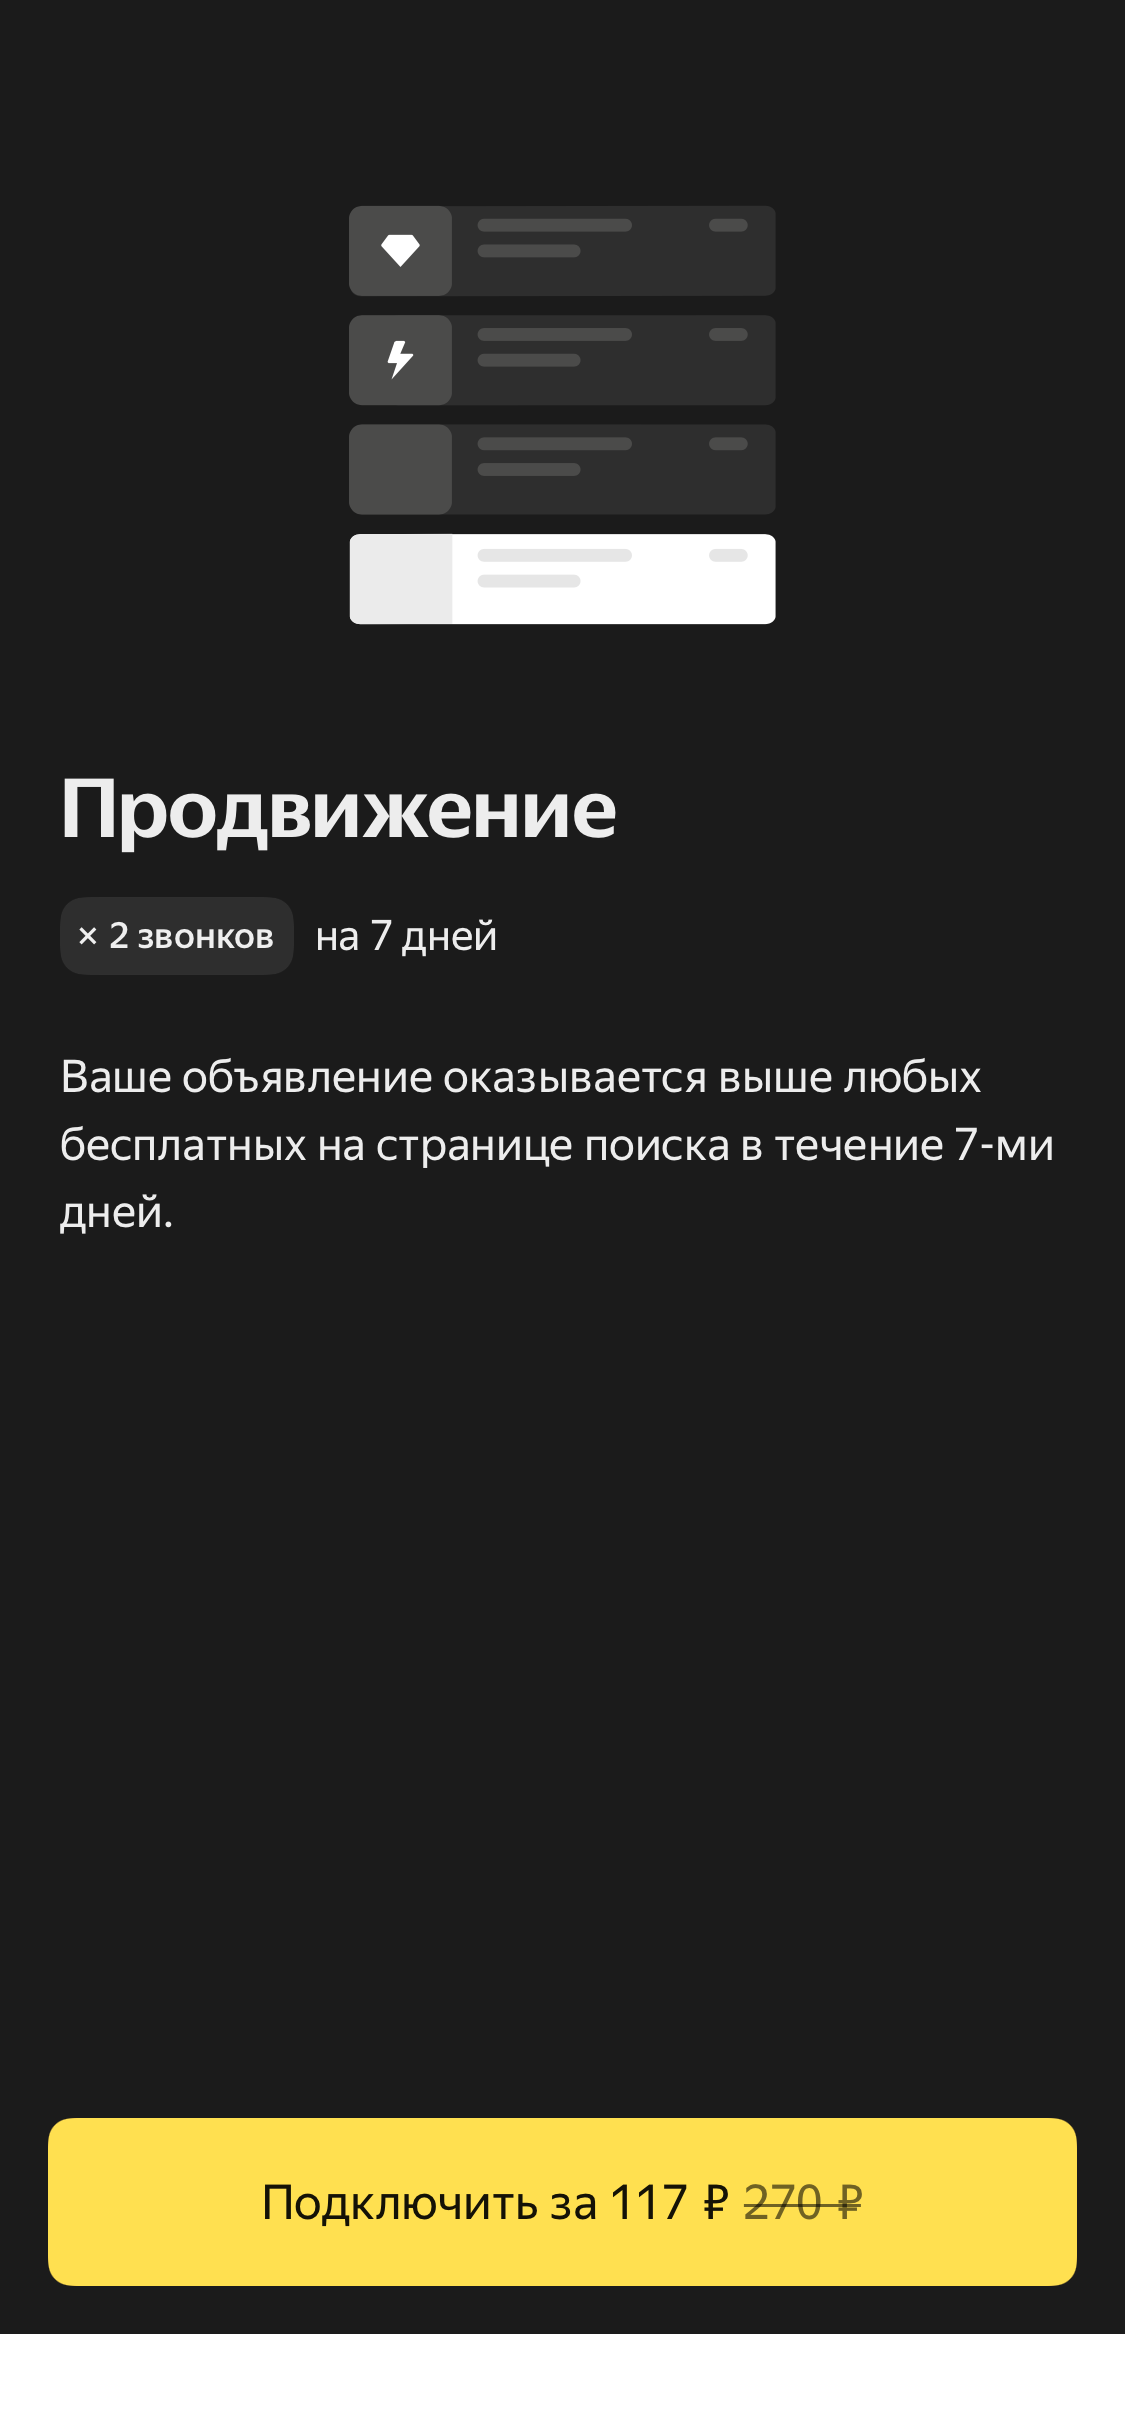 Продвижение
× 2 звонков на 7 дней
Ваше объявление оказывается выше любых
бесплатных на странице поиска в течение 7-ми
дней.
Подключить за 117 ₽ 270 ₽